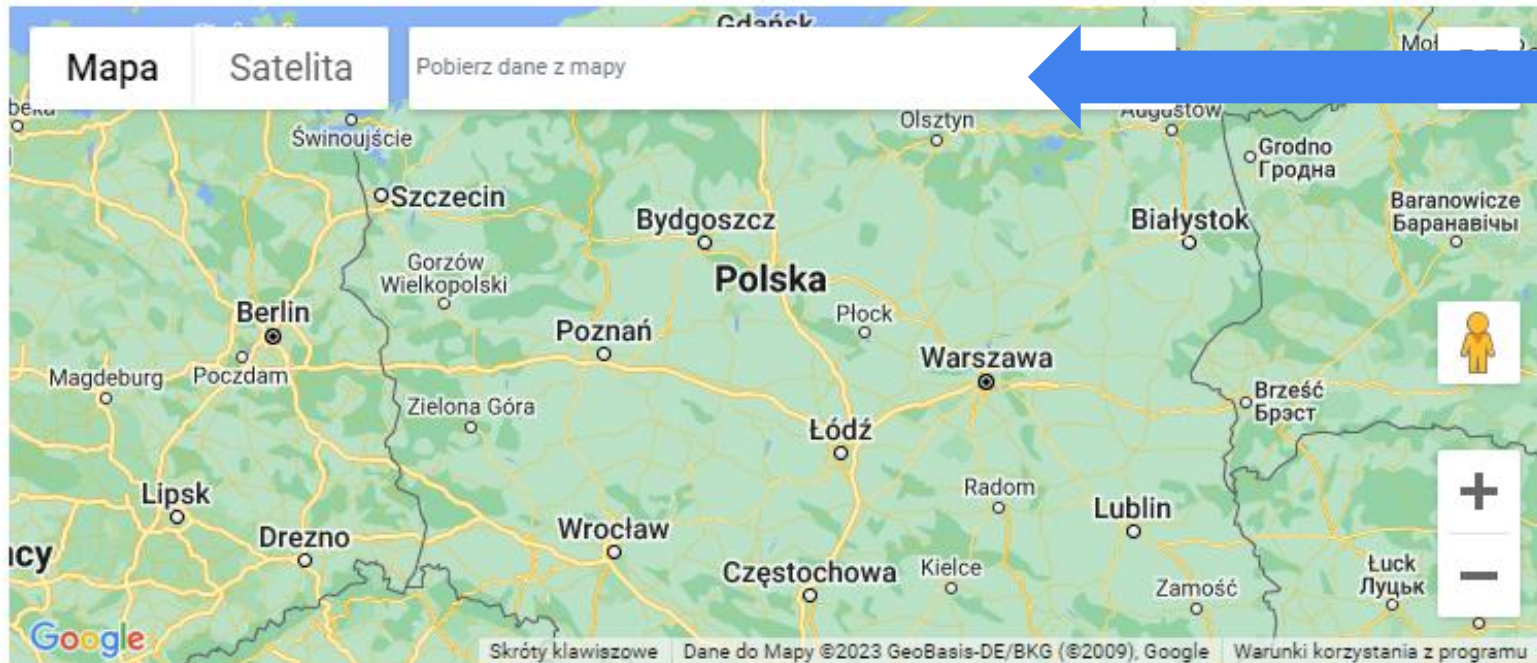 Gdańsk
Mapa
Satelita
Pobierz dane z mapy
Świnoujście
Olsztyn
Augustów
Grodno
Гродна
Szczecin
Baranowicze
Баранавічы
Bydgoszcz
Białystok
Gorzów
Wielkopolski
Polska
Berlin
Płock
Poznań
Warszawa
Magdeburg
Poczdam
Brześć
Брэст
Zielona Góra
Łódź
Lipsk
Radom
Lublin
Drezno
Wrocław
Częstochowa
Kielce
Łuck
Луцьк
Zamość
Google
Skróty klawiszowe
Dane do Mapy ©2023 GeoBasis-DE/BKG (©2009), Google
Warunki korzystania z programu